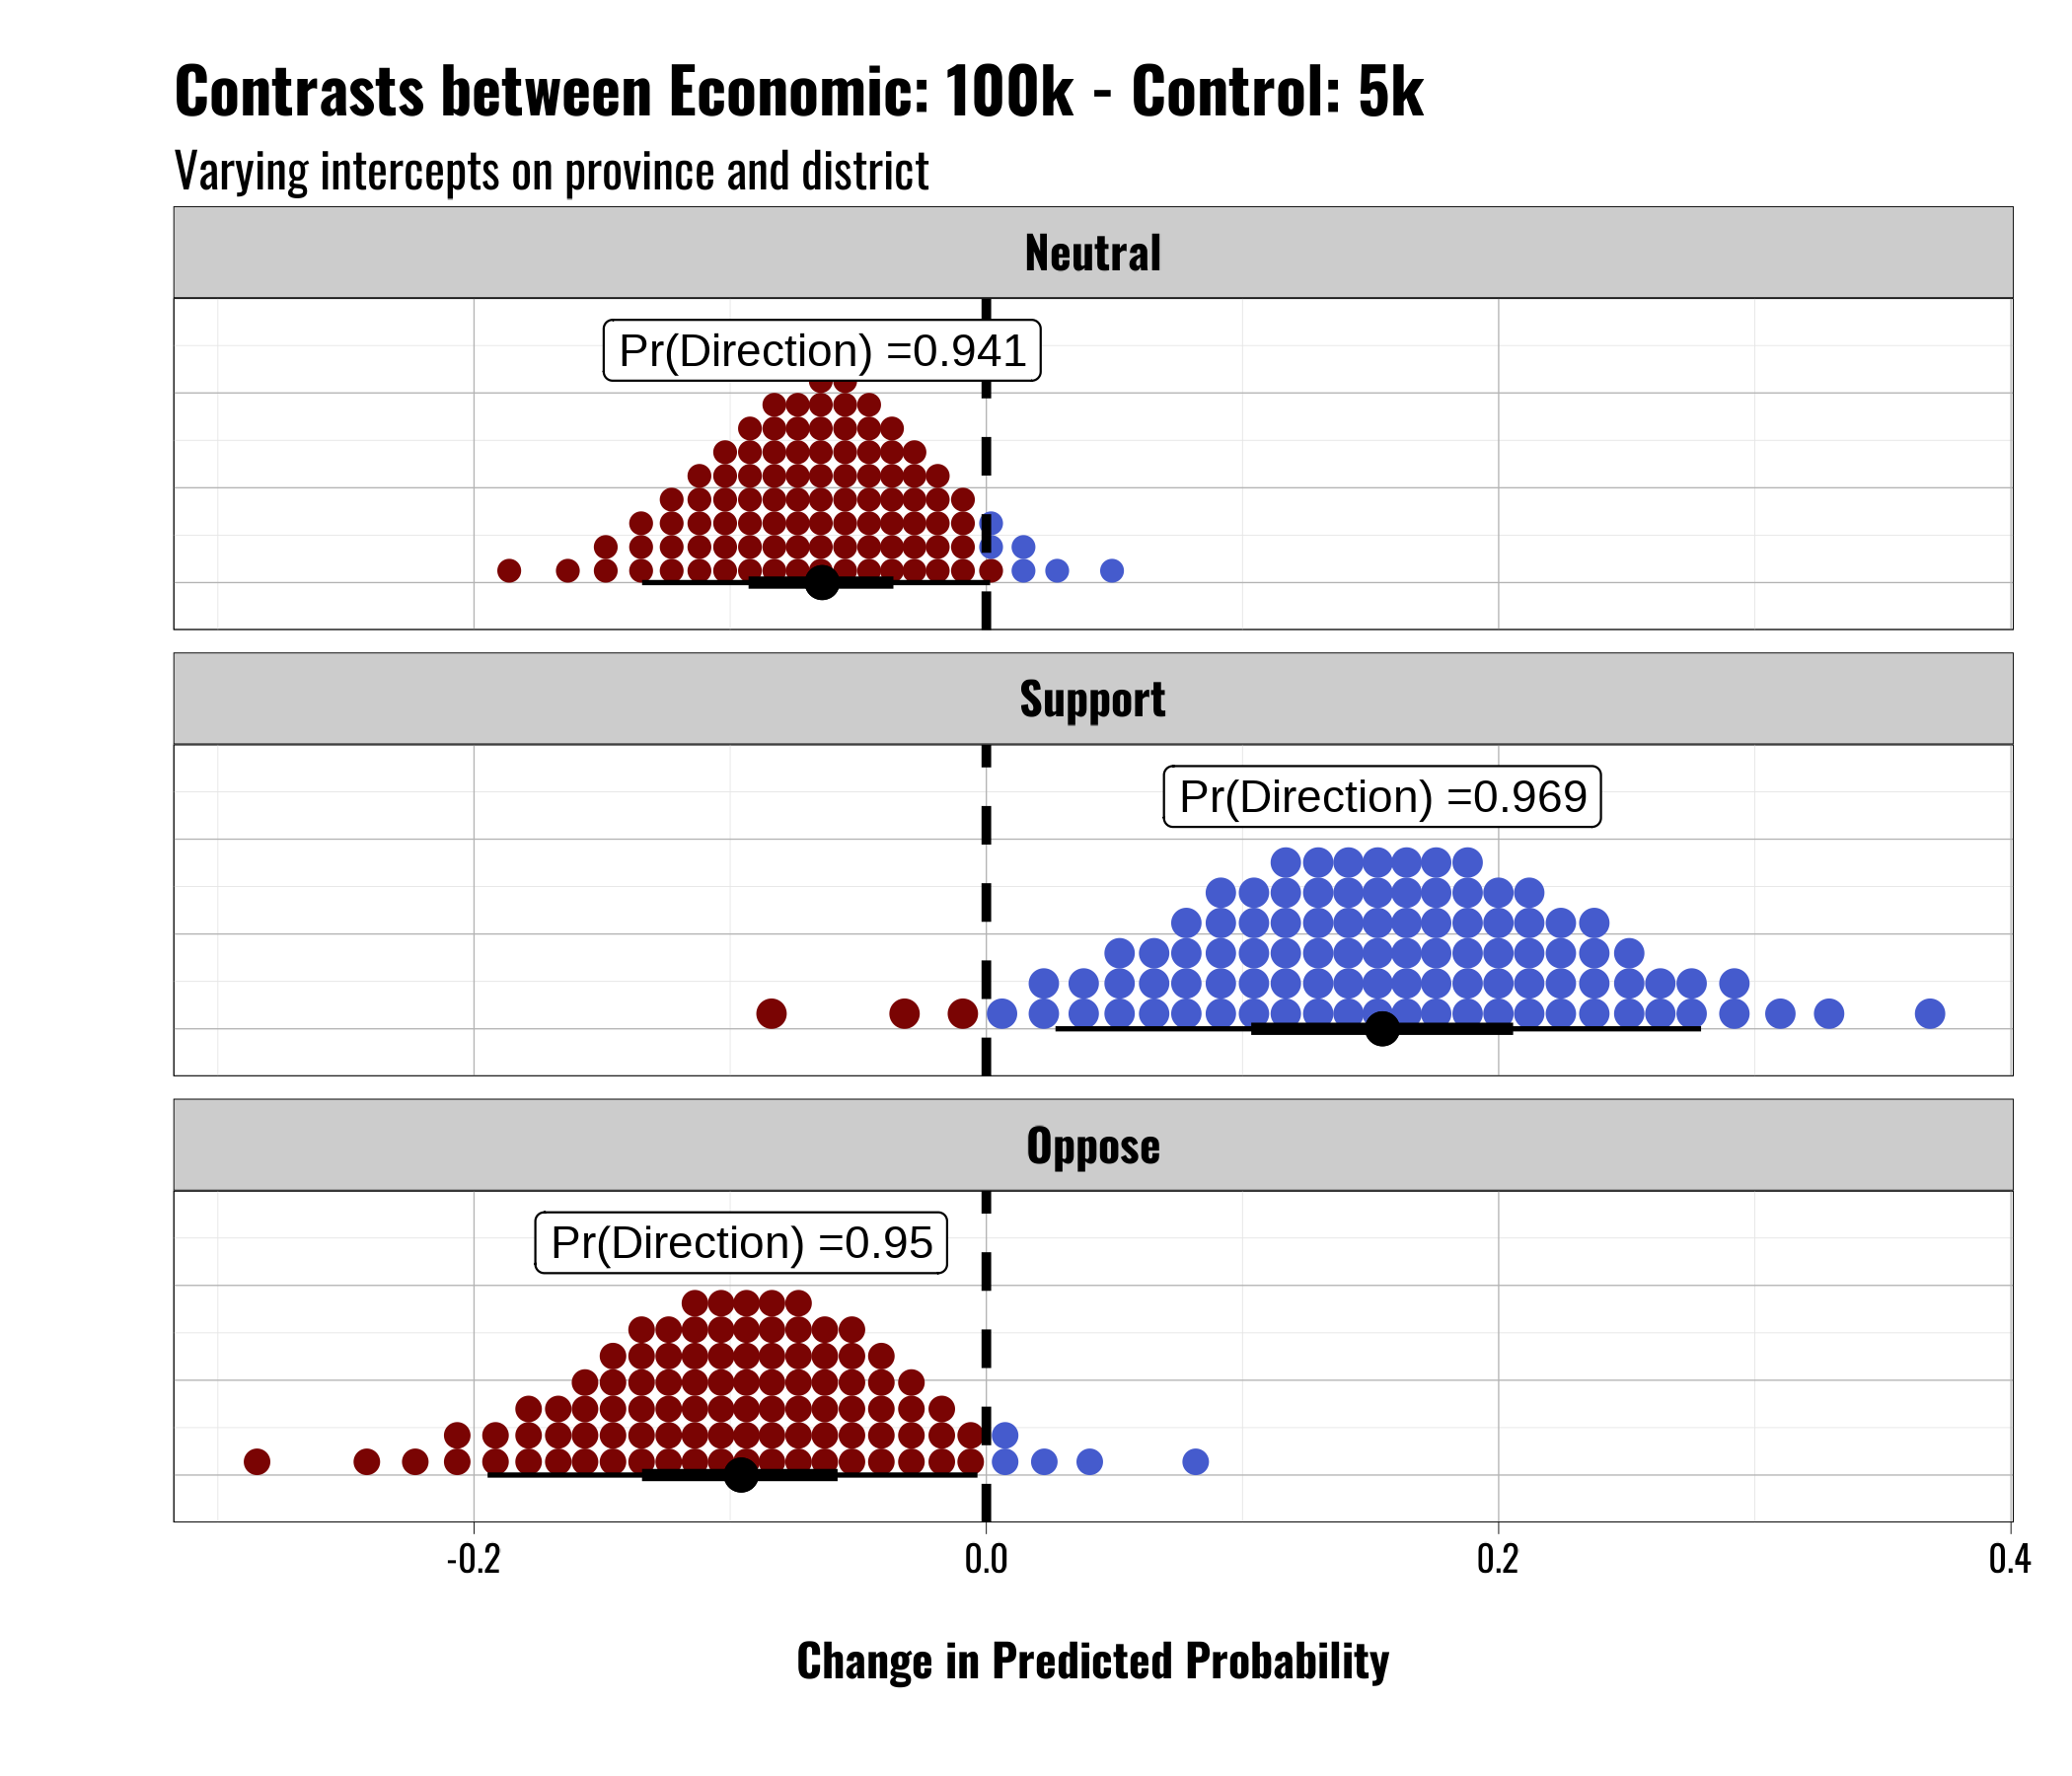 Contrasts between Economic: 100k - Control: 5k
Varying intercepts on province and district
Neutral
Pr(Direction) =0.941
Support
Pr(Direction) =0.969
Oppose
Pr(Direction) =0.95
-0.2 0.0 0.2 0.4
Change in Predicted Probability